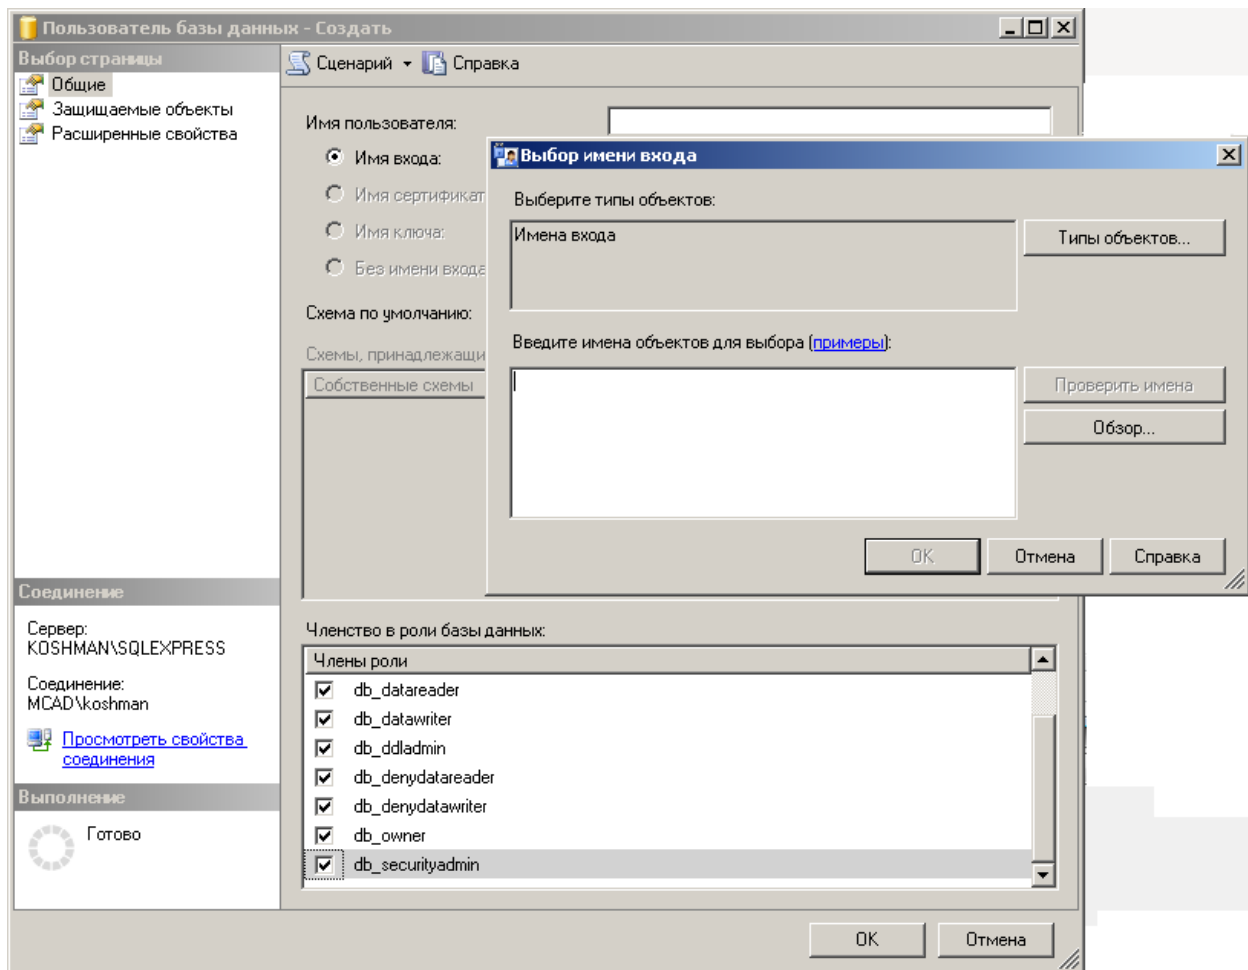 Пользователь базы данных - Создать
Выбор страницы
Общие
Защищаемые объекты
Расширенные свойства
Сценарий
Справка
Имя пользователя:
Имя входа:
Имя сертификат
Имя ключа:
Без имени входа
Схема по умолчанию:
Схемы, принадлежащи
Собственные схемы
Выбор имени входа
Выберите типы объектов:
Имена входа
Типы объектов...
Введите имена объектов для выбора (примеры):
Проверить имена
Обзор...
OK
Отмена
Справка
Соединение
Сервер:
KOSHMAN\SQLEXPRESS
Соединение:
MCAD\koshman
Просмотреть свойства
соединения
Выполнение
Готово
Членство в роли базы данных:
Члены роли
db_datareader
db_datawriter
db_ddladmin
db_denydatareader
db_denydatawriter
db_owner
db_securityadmin
OK
Отмена